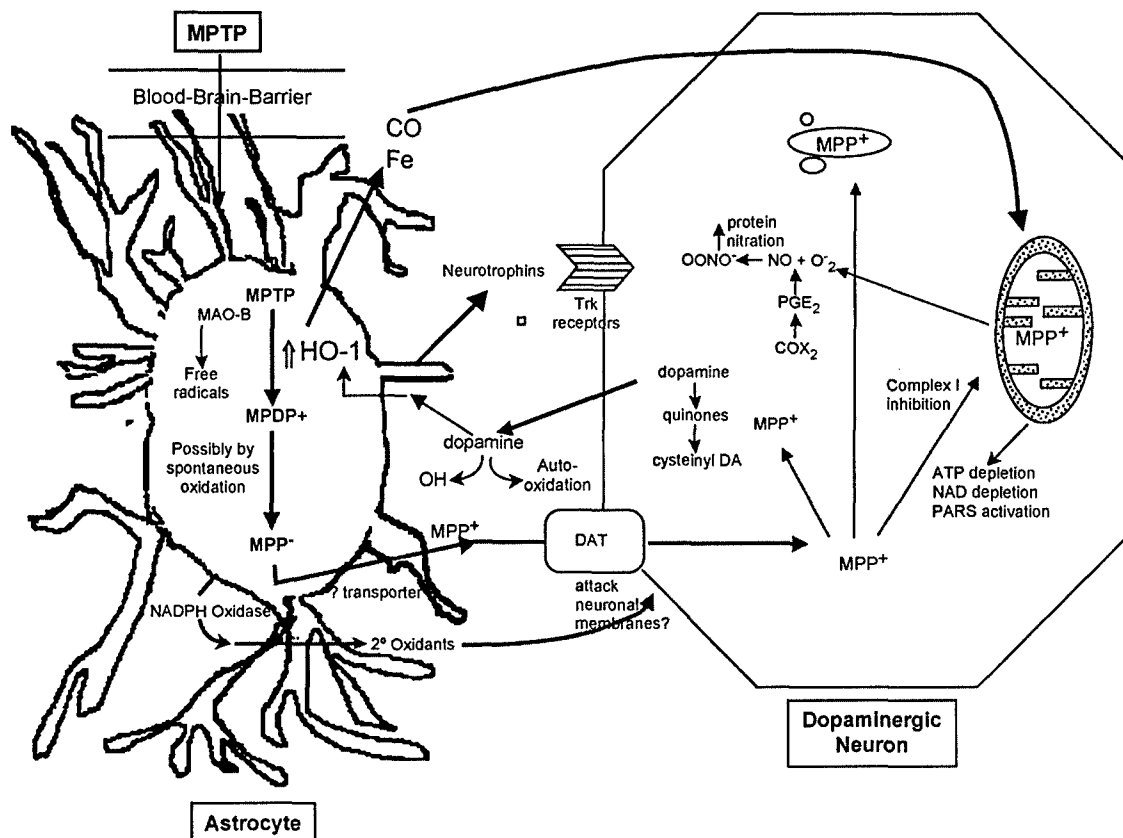 MPTP
Blood-Brain-Barrier
CO
Fe
MPTP
MAO-B
Free
radicals
⇑ HO-1
MPDP+
Possibly by
spontaneous
oxidation
MPP-
NADPH Oxidase
2º Oxidants
? transporter
MPP+
Neurotrophins
Trk
receptors
dopamine
OH
Auto-
oxidation
DAT
attack
neuronal
membranes?
MPP+
protein
nitration
OONO- NO + O-2
PGE2
COX2
dopamine
quinones
cysteinyl DA
MPP+
Complex I
inhibition
MPP+
ATP depletion
NAD depletion
PARS activation
MPP+
Dopaminergic
Neuron
Astrocyte